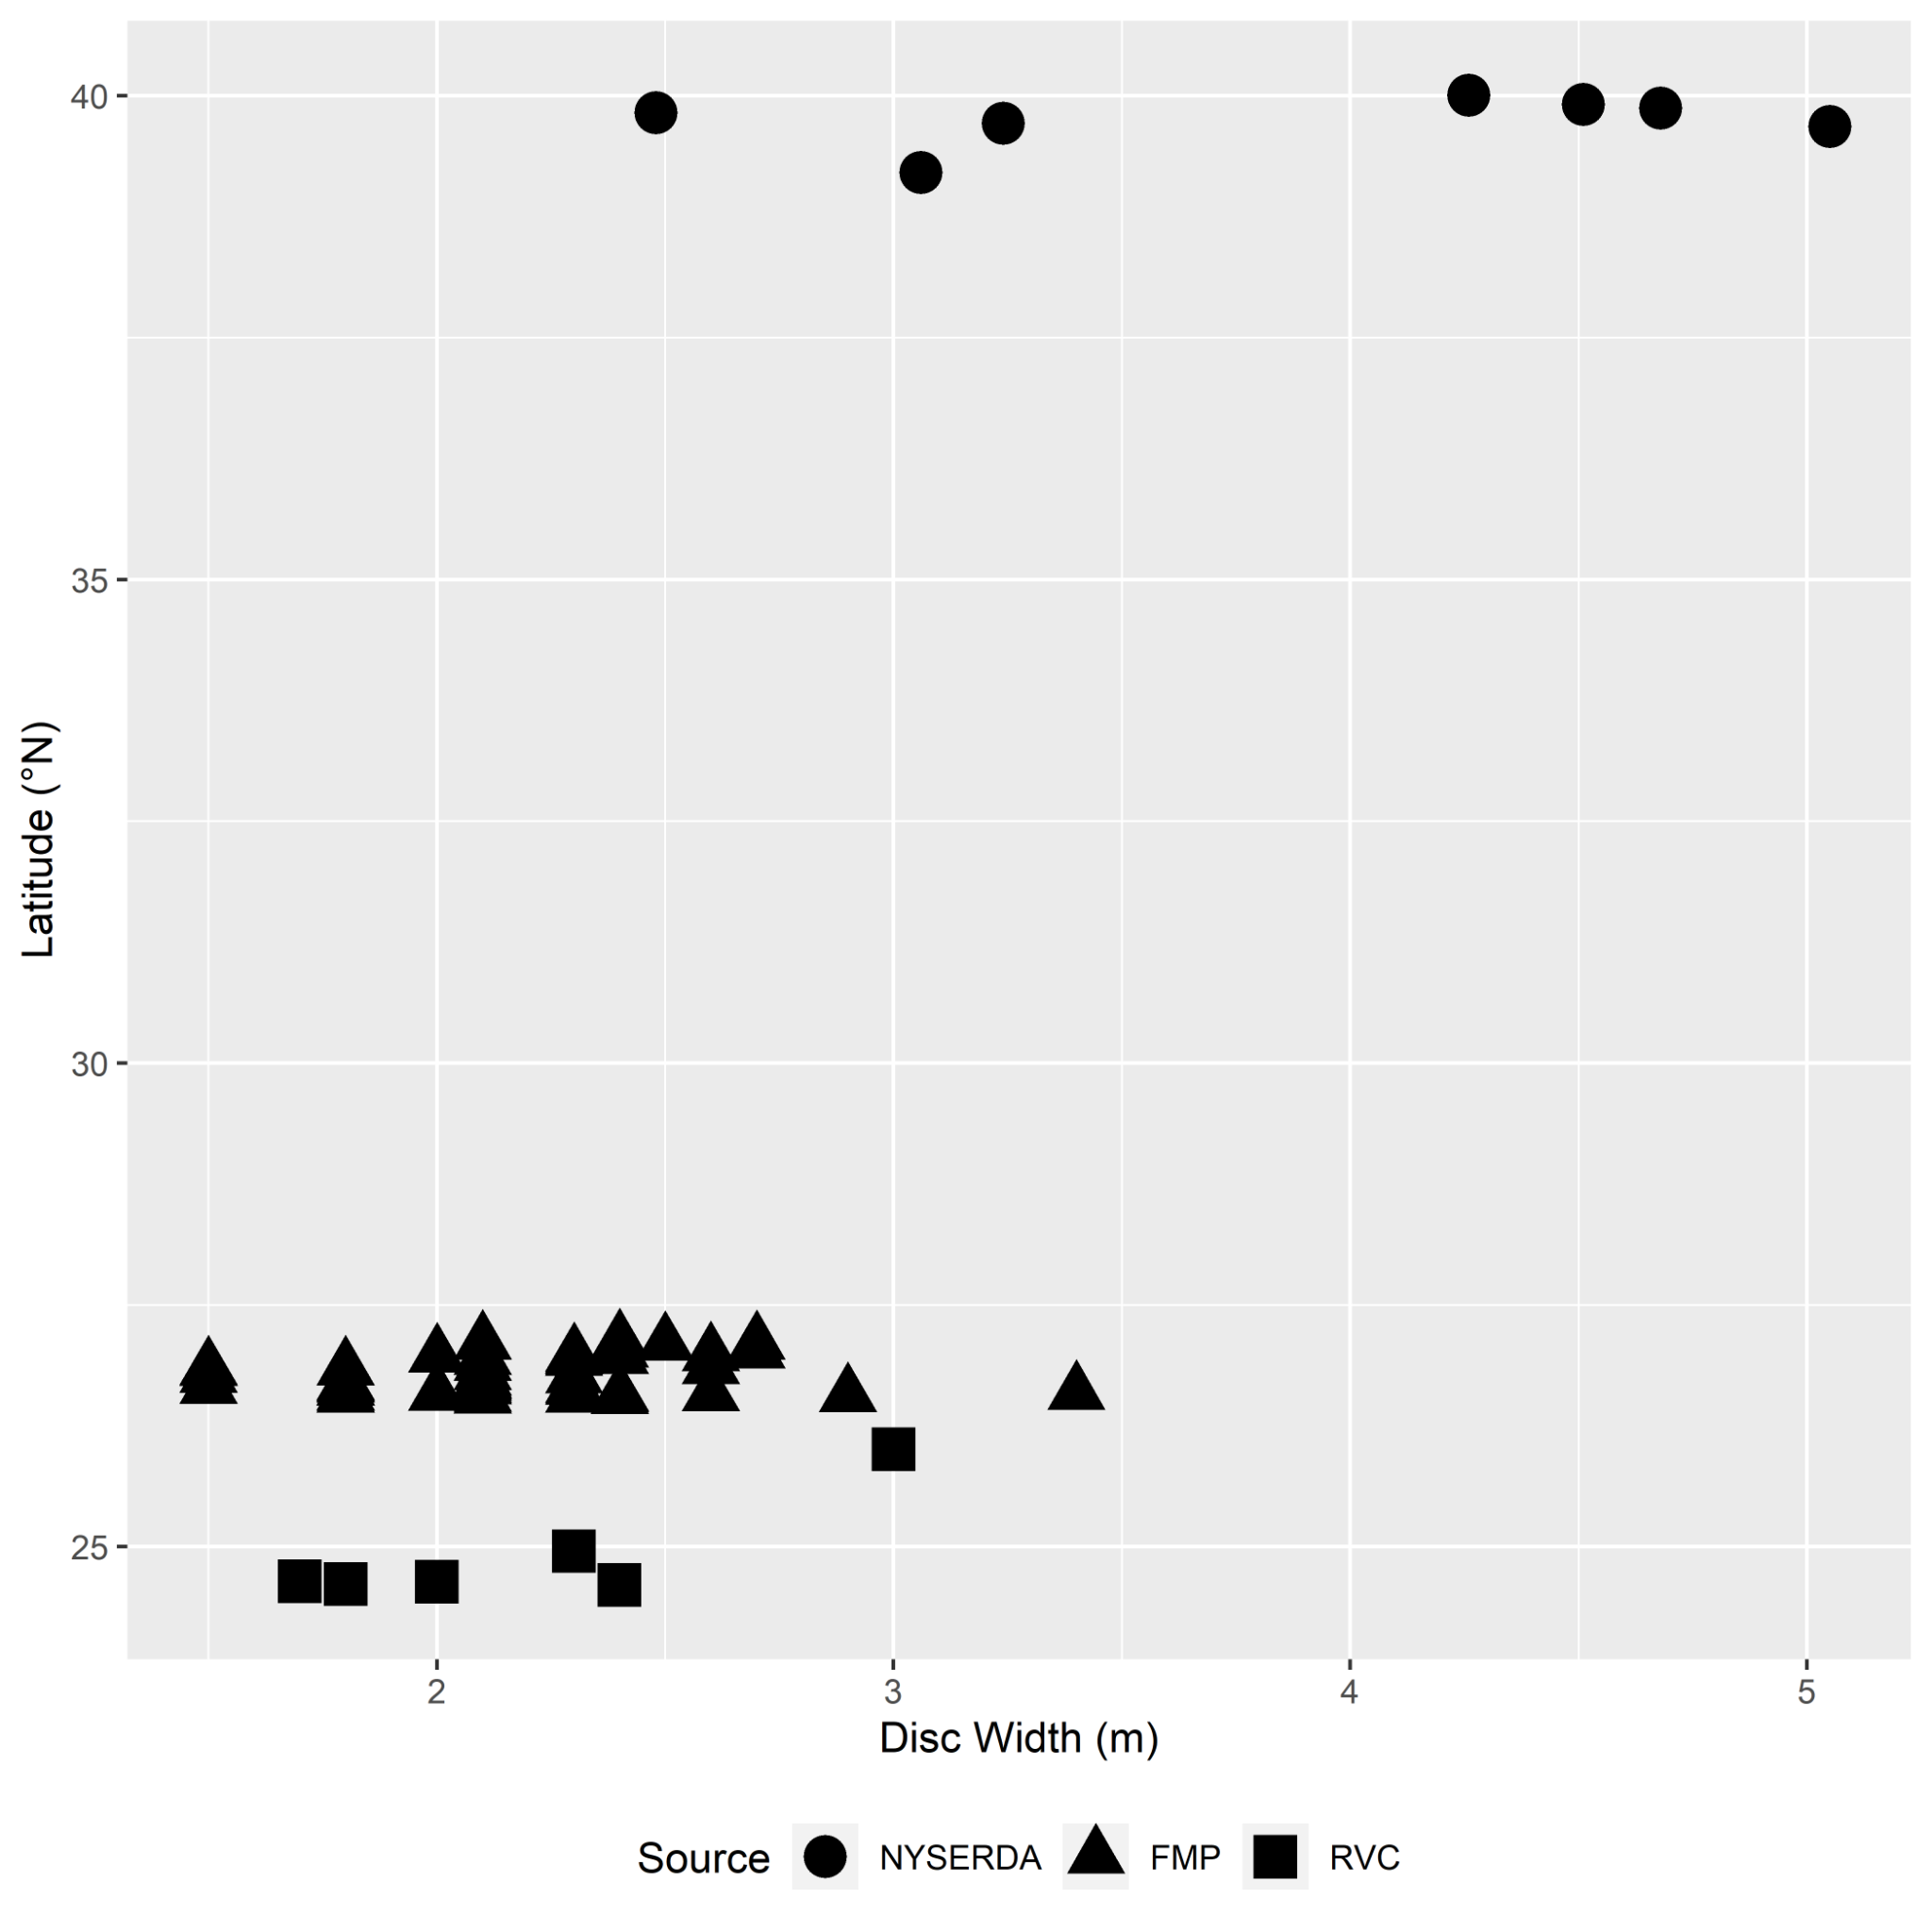 40
35
30
25
Latitude (°N)
2 3 4 5
Disc Width (m)
Source NYSERDA FMP RVC